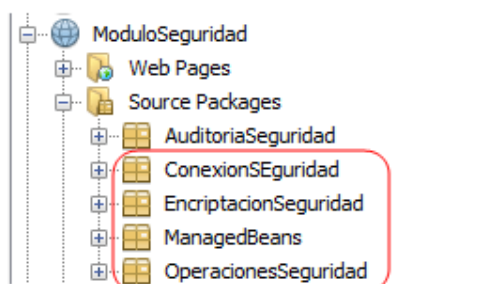 ModuloSeguridad
Web Pages
Source Packages
AuditoriaSeguridad
ConexionSEguridad
EncriptacionSeguridad
ManagedBeans
OperacionesSeguridad